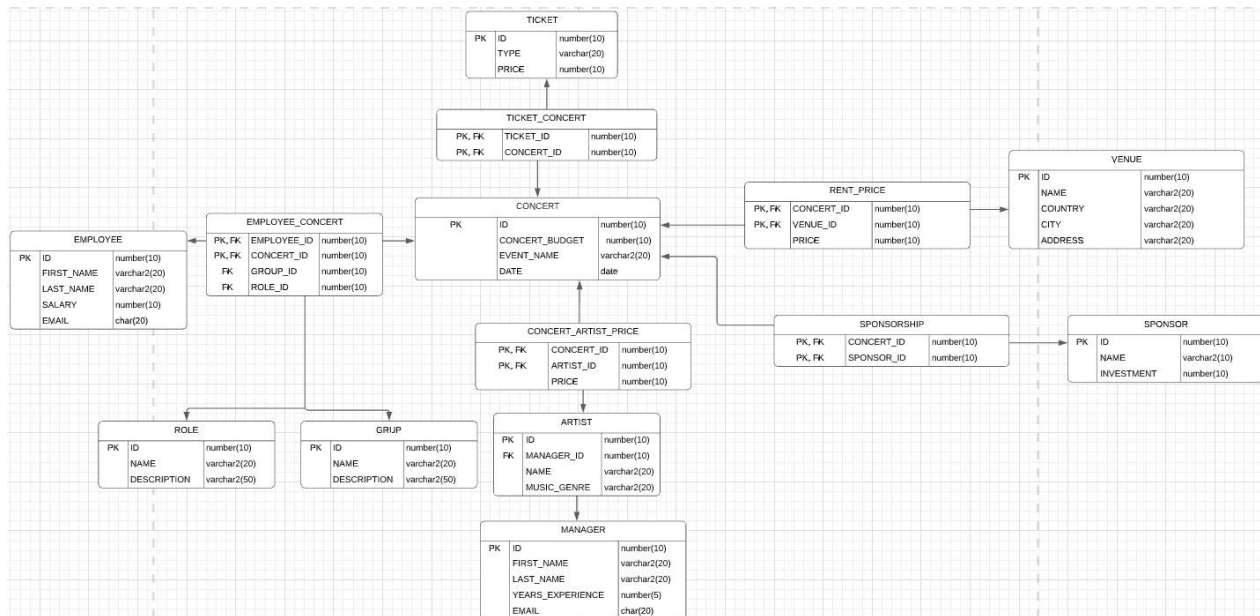 TICKET
PK ID number(10)
TYPE varchar(20)
PRICE number(10)
TICKET_CONCERT
PK, FK TICKET_ID number(10)
PK, FK CONCERT_ID number(10)
VENUE
PK ID number(10)
NAME varchar2(20)
COUNTRY varchar2(20)
CITY varchar2(20)
ADDRESS varchar2(20)
RENT_PRICE
PK, FK CONCERT_ID number(10)
PK, FK VENUE_ID number(10)
PRICE number(10)
CONCERT
PK ID number(10)
CONCERT_BUDGET number(10)
EVENT_NAME varchar2(20)
DATE date
EMPLOYEE_CONCERT
PK, FK EMPLOYEE_ID number(10)
PK, FK CONCERT_ID number(10)
FK GROUP_ID number(10)
FK ROLE_ID number(10)
EMPLOYEE
PK ID number(10)
FIRST_NAME varchar2(20)
LAST_NAME varchar2(20)
SALARY number(10)
EMAIL char(20)
CONCERT_ARTIST_PRICE
PK, FK CONCERT_ID number(10)
PK, FK ARTIST_ID number(10)
PRICE number(10)
SPONSORSHIP
PK, FK CONCERT_ID number(10)
PK, FK SPONSOR_ID number(10)
SPONSOR
PK ID number(10)
NAME varchar2(10)
INVESTMENT number(10)
ROLE
PK ID number(10)
NAME varchar2(20)
DESCRIPTION varchar2(50)
GRUP
PK ID number(10)
NAME varchar2(20)
DESCRIPTION varchar2(50)
ARTIST
PK ID number(10)
FK MANAGER_ID number(10)
NAME varchar2(20)
MUSIC_GENRE varchar2(20)
MANAGER
PK ID number(10)
FIRST_NAME varchar2(20)
LAST_NAME varchar2(20)
YEARS_EXPERIENCE number(5)
EMAIL char(20)